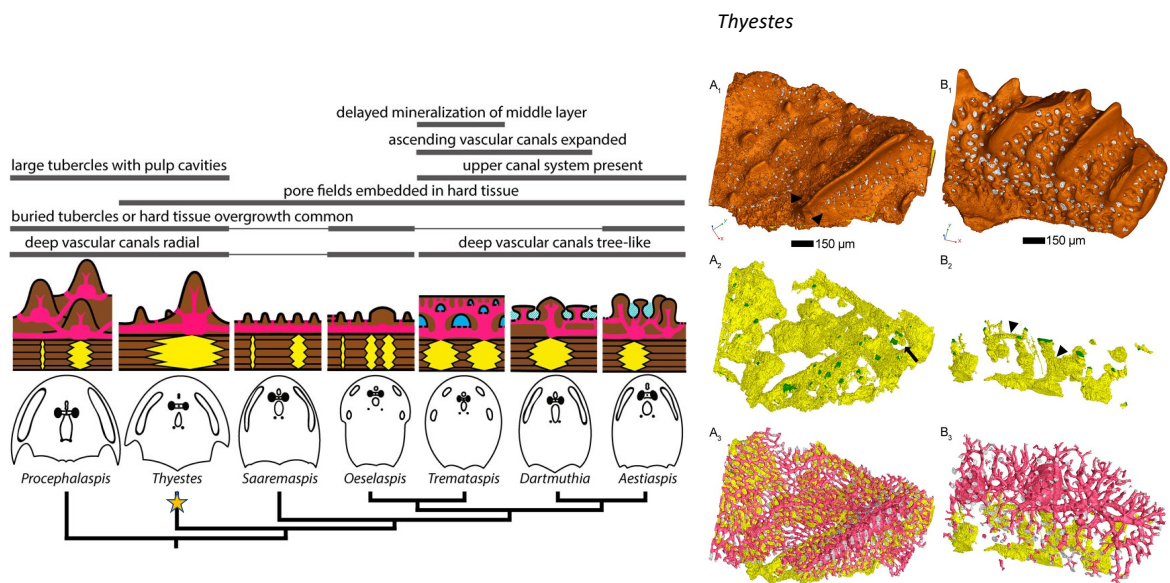 Thyestes
delayed mineralization of middle layer
ascending vascular canals expanded
large tubercles with pulp cavities
upper canal system present
pore fields embedded in hard tissue
buried tubercles or hard tissue overgrowth common
deep vascular canals radial
deep vascular canals tree-like
Procephalaspis Thyestes Saaremaspis Oeselaspis Tremataspis Dartmuthia Aestiaspis
A1 B1
150 µm 150 µm
A2 B2
A3 B3